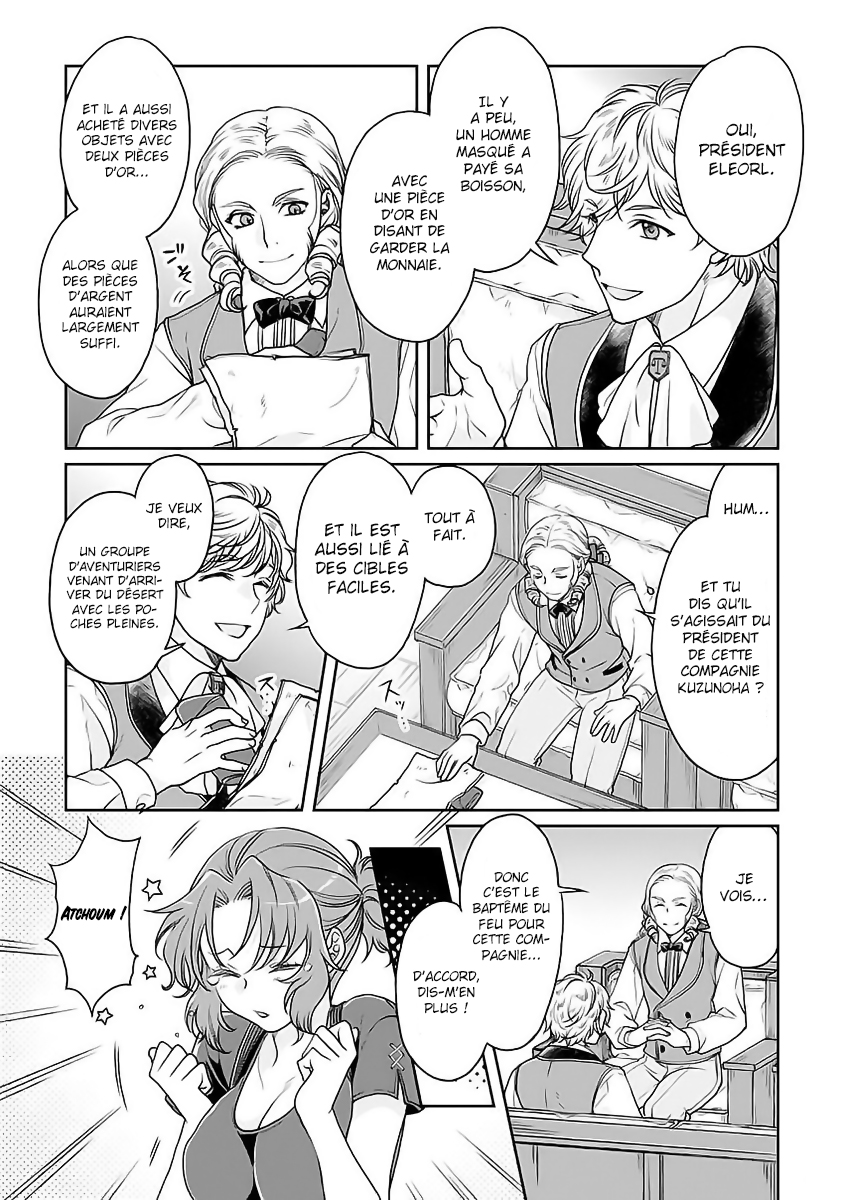 OUI,
PRÉSIDENT
ELEORL.
IL Y
A PEU,
UN HOMME
MASQUÉ A
PAYÉ SA
BOISSON,
AVEC
UNE PIÈCE
D'OR EN
DISANT DE
GARDER LA
MONNAIE.
ET IL A AUSSI
ACHETÉ DIVERS
OBJETS AVEC
DEUX PIÈCES
D'OR...
ALORS QUE
DES PIÈCES
D'ARGENT
AURAIENT
LARGEMENT
SUFFI.
HUM...
ET TU
DIS QU'IL
S'AGISSAIT DU
PRÉSIDENT
DE CETTE
COMPAGNIE
KUZUNOHA ?
TOUT À
FAIT.
ET IL EST
AUSSI LIÉ À
DES CIBLES
FACILES.
JE VEUX
DIRE,
UN GROUPE
D'AVENTURIERS
VENANT D'ARRI-
VER DU DÉSERT
AVEC LES PO-
CHES PLEINES.
JE
VOIS...
DONC
C'EST LE
BAPTÊME DU
FEU POUR
CETTE COM-
PAGNIE...
D'ACCORD,
DIS-M'EN
PLUS !
ATCHOUM !